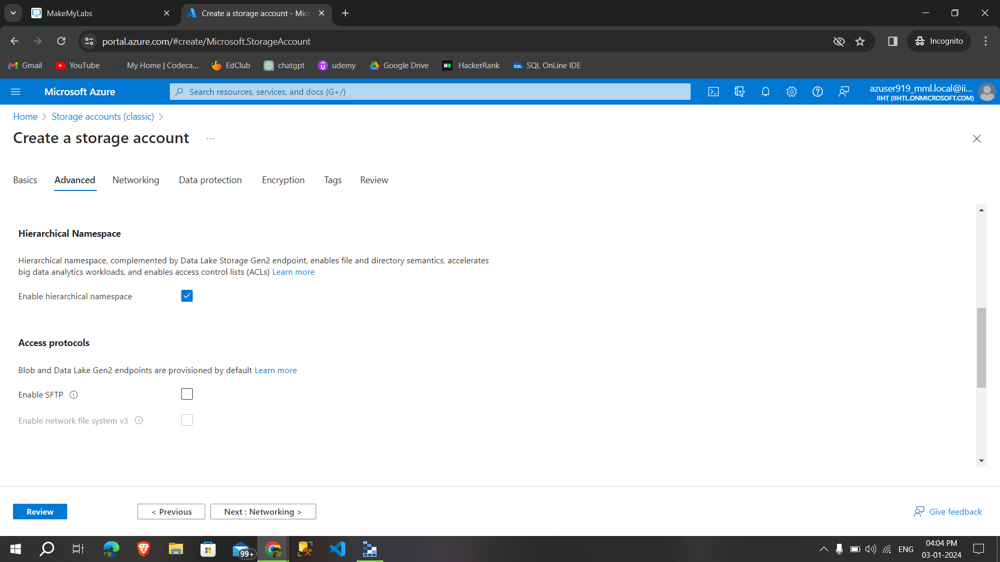 MakeMyLabs
Create a storage account - Micr
portal.azure.com/#create/Microsoft.StorageAccount
Incognito
Gmail
YouTube
My Home | Codeca...
EdClub
chatgpt
udemy
Google Drive
HackerRank
SQL OnLine IDE
Microsoft Azure
Search resources, services, and docs (G+/)
azuser919_mml.local@ii...
IIHT (IIHTL.ONMICROSOFT.COM)
Home > Storage accounts (classic) >
Create a storage account ...
Basics
Advanced
Networking
Data protection
Encryption
Tags
Review
Hierarchical Namespace
Hierarchical namespace, complemented by Data Lake Storage Gen2 endpoint, enables file and directory semantics, accelerates
big data analytics workloads, and enables access control lists (ACLs) Learn more
Enable hierarchical namespace
Access protocols
Blob and Data Lake Gen2 endpoints are provisioned by default Learn more
Enable SFTP
Enable network file system v3
Review
< Previous
Next : Networking >
Give feedback
99+
ENG
04:04 PM
03-01-2024